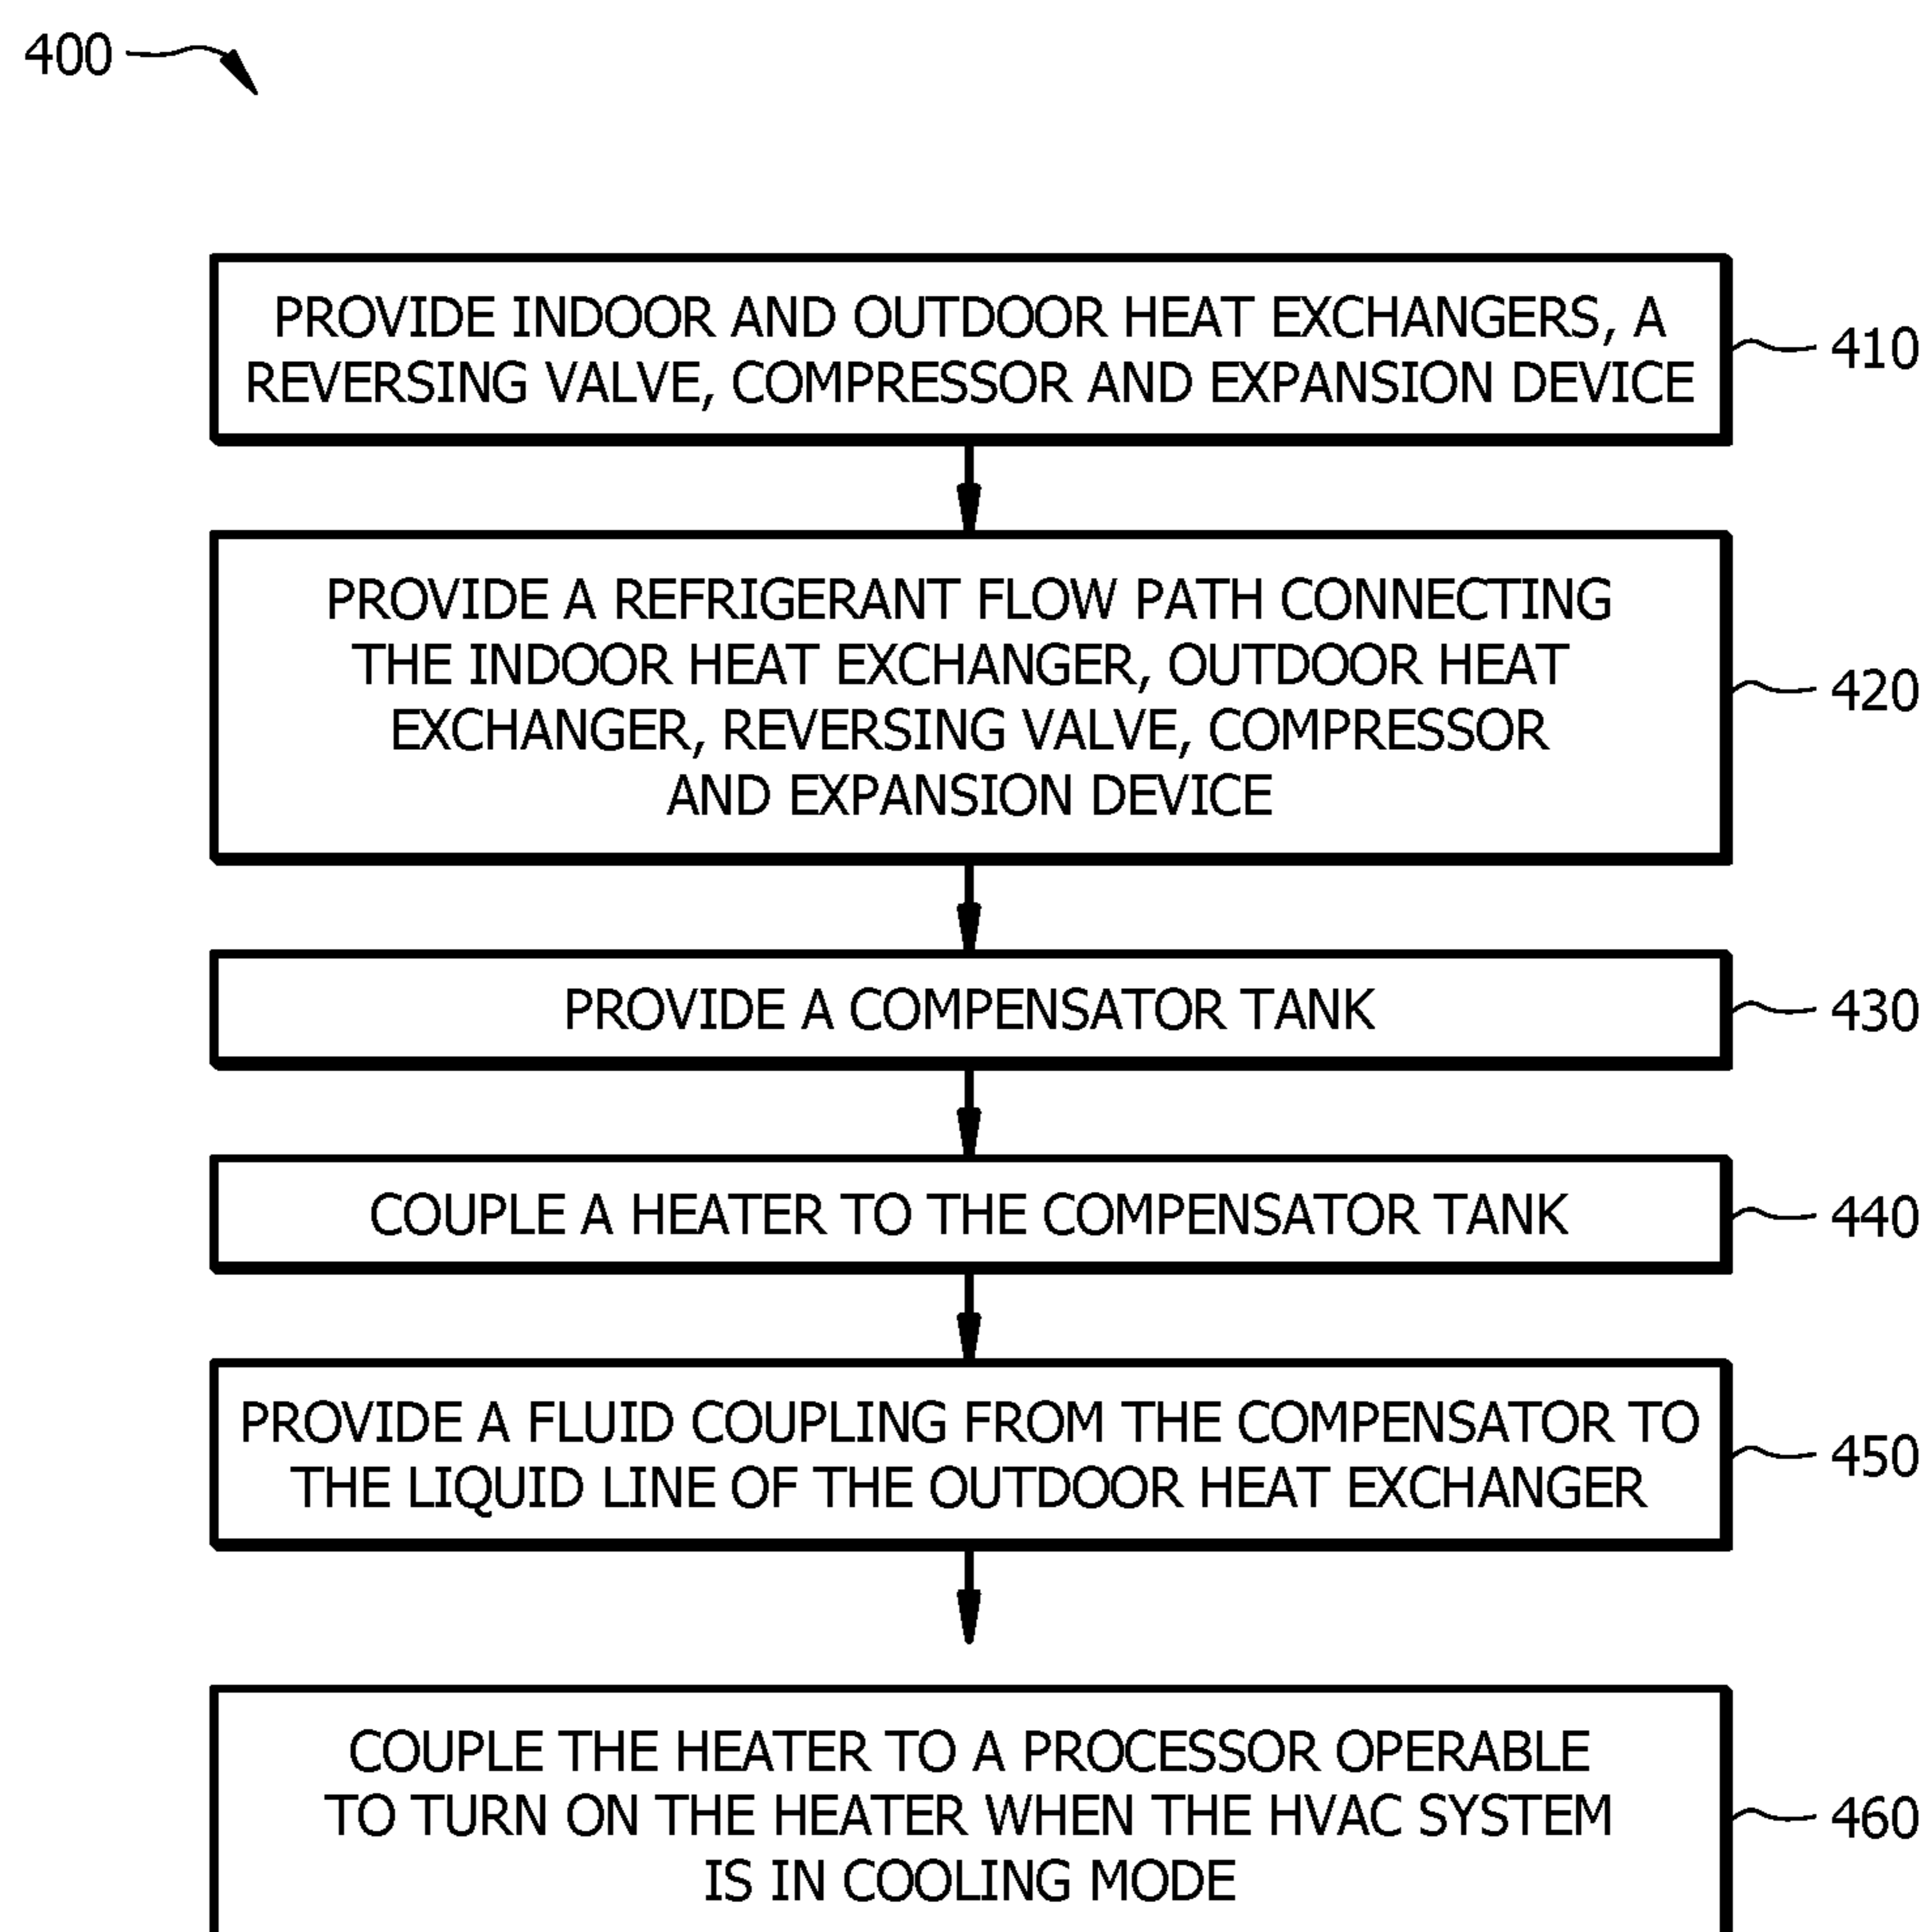 400
PROVIDE INDOOR AND OUTDOOR HEAT EXCHANGERS, A
REVERSING VALVE, COMPRESSOR AND EXPANSION DEVICE
410
PROVIDE A REFRIGERANT FLOW PATH CONNECTING
THE INDOOR HEAT EXCHANGER, OUTDOOR HEAT
EXCHANGER, REVERSING VALVE, COMPRESSOR
AND EXPANSION DEVICE
420
PROVIDE A COMPENSATOR TANK
430
COUPLE A HEATER TO THE COMPENSATOR TANK
440
PROVIDE A FLUID COUPLING FROM THE COMPENSATOR TO
THE LIQUID LINE OF THE OUTDOOR HEAT EXCHANGER
450
COUPLE THE HEATER TO A PROCESSOR OPERABLE
TO TURN ON THE HEATER WHEN THE HVAC SYSTEM
IS IN COOLING MODE
460